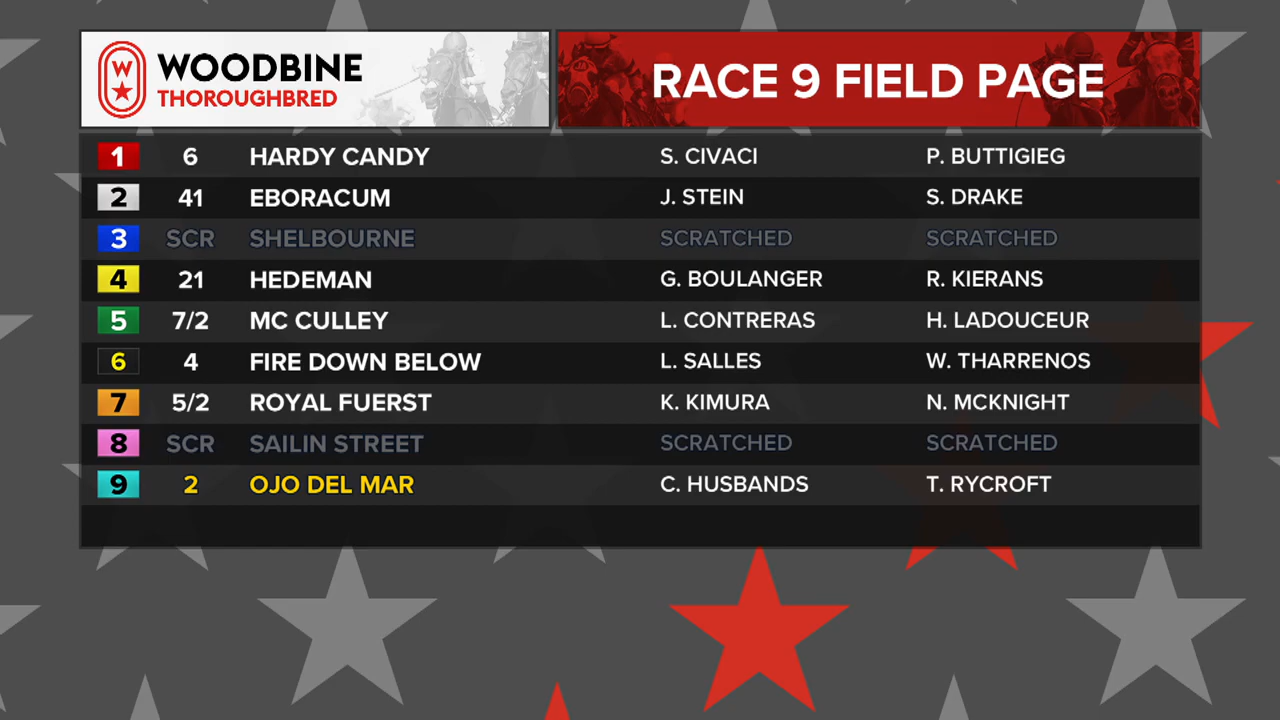 W
WOODBINE
THOROUGHBRED
RACE 9 FIELD PAGE
1 6 HARDY CANDY S. CIVACI P. BUTTIGIEG
2 41 EBORACUM J. STEIN S. DRAKE
3 SCR SHELBOURNE SCRATCHED SCRATCHED
4 21 HEDEMAN G. BOULANGER R. KIERANS
5 7/2 MC CULLEY L. CONTRERAS H. LADOUCEUR
6 4 FIRE DOWN BELOW L. SALLES W. THARRENOS
7 5/2 ROYAL FUERST K. KIMURA N. MCKNIGHT
8 SCR SAILIN STREET SCRATCHED SCRATCHED
9 2 OJO DEL MAR C. HUSBANDS T. RYCROFT